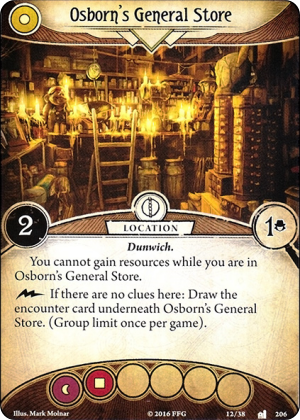 Osborn's General Store
2
LOCATION
1
Dunwich.
You cannot gain resources while you are in
Osborn's General Store.
If there are no clues here: Draw the
encounter card underneath Osborn's General
Store. (Group limit once per game).
Illus. Mark Molnar
© 2016 FFG
12/38
206